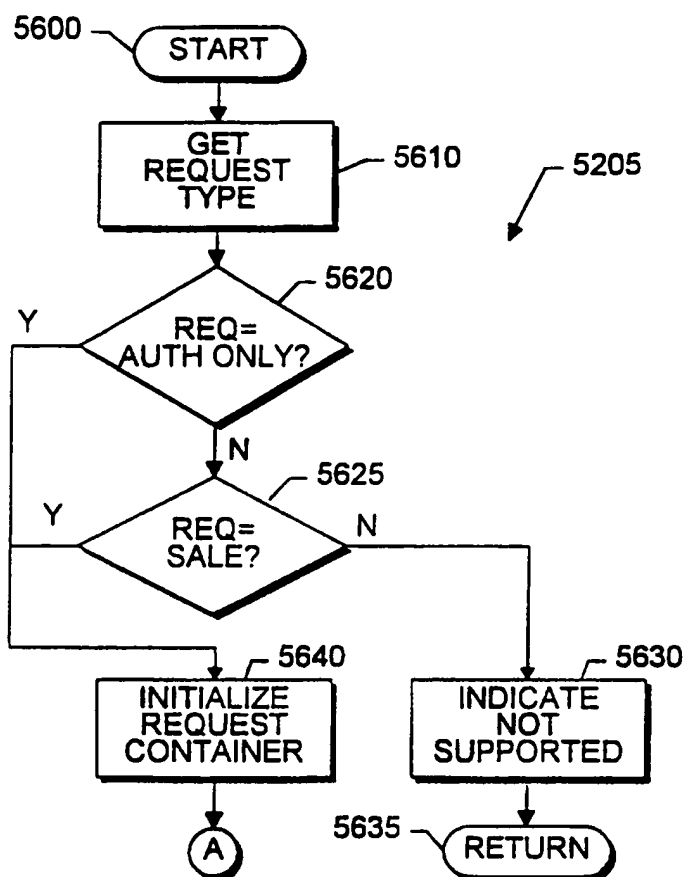 5600
START
GET
REQUEST
TYPE
5610
5205
5620
Y
REQ=
AUTH ONLY?
N
5625
Y
REQ=
SALE?
N
5640
INITIALIZE
REQUEST
CONTAINER
5630
INDICATE
NOT
SUPPORTED
A
5635
RETURN